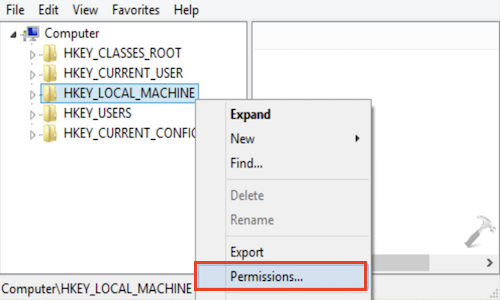 File Edit View Favorites Help
Computer
HKEY_CLASSES_ROOT
HKEY_CURRENT_USER
HKEY_LOCAL_MACHINE
HKEY_USERS
HKEY_CURRENT_CONFIG
Expand
New
Find...
Delete
Rename
Export
Permissions...
Computer\HKEY_LOCAL_MACHINE